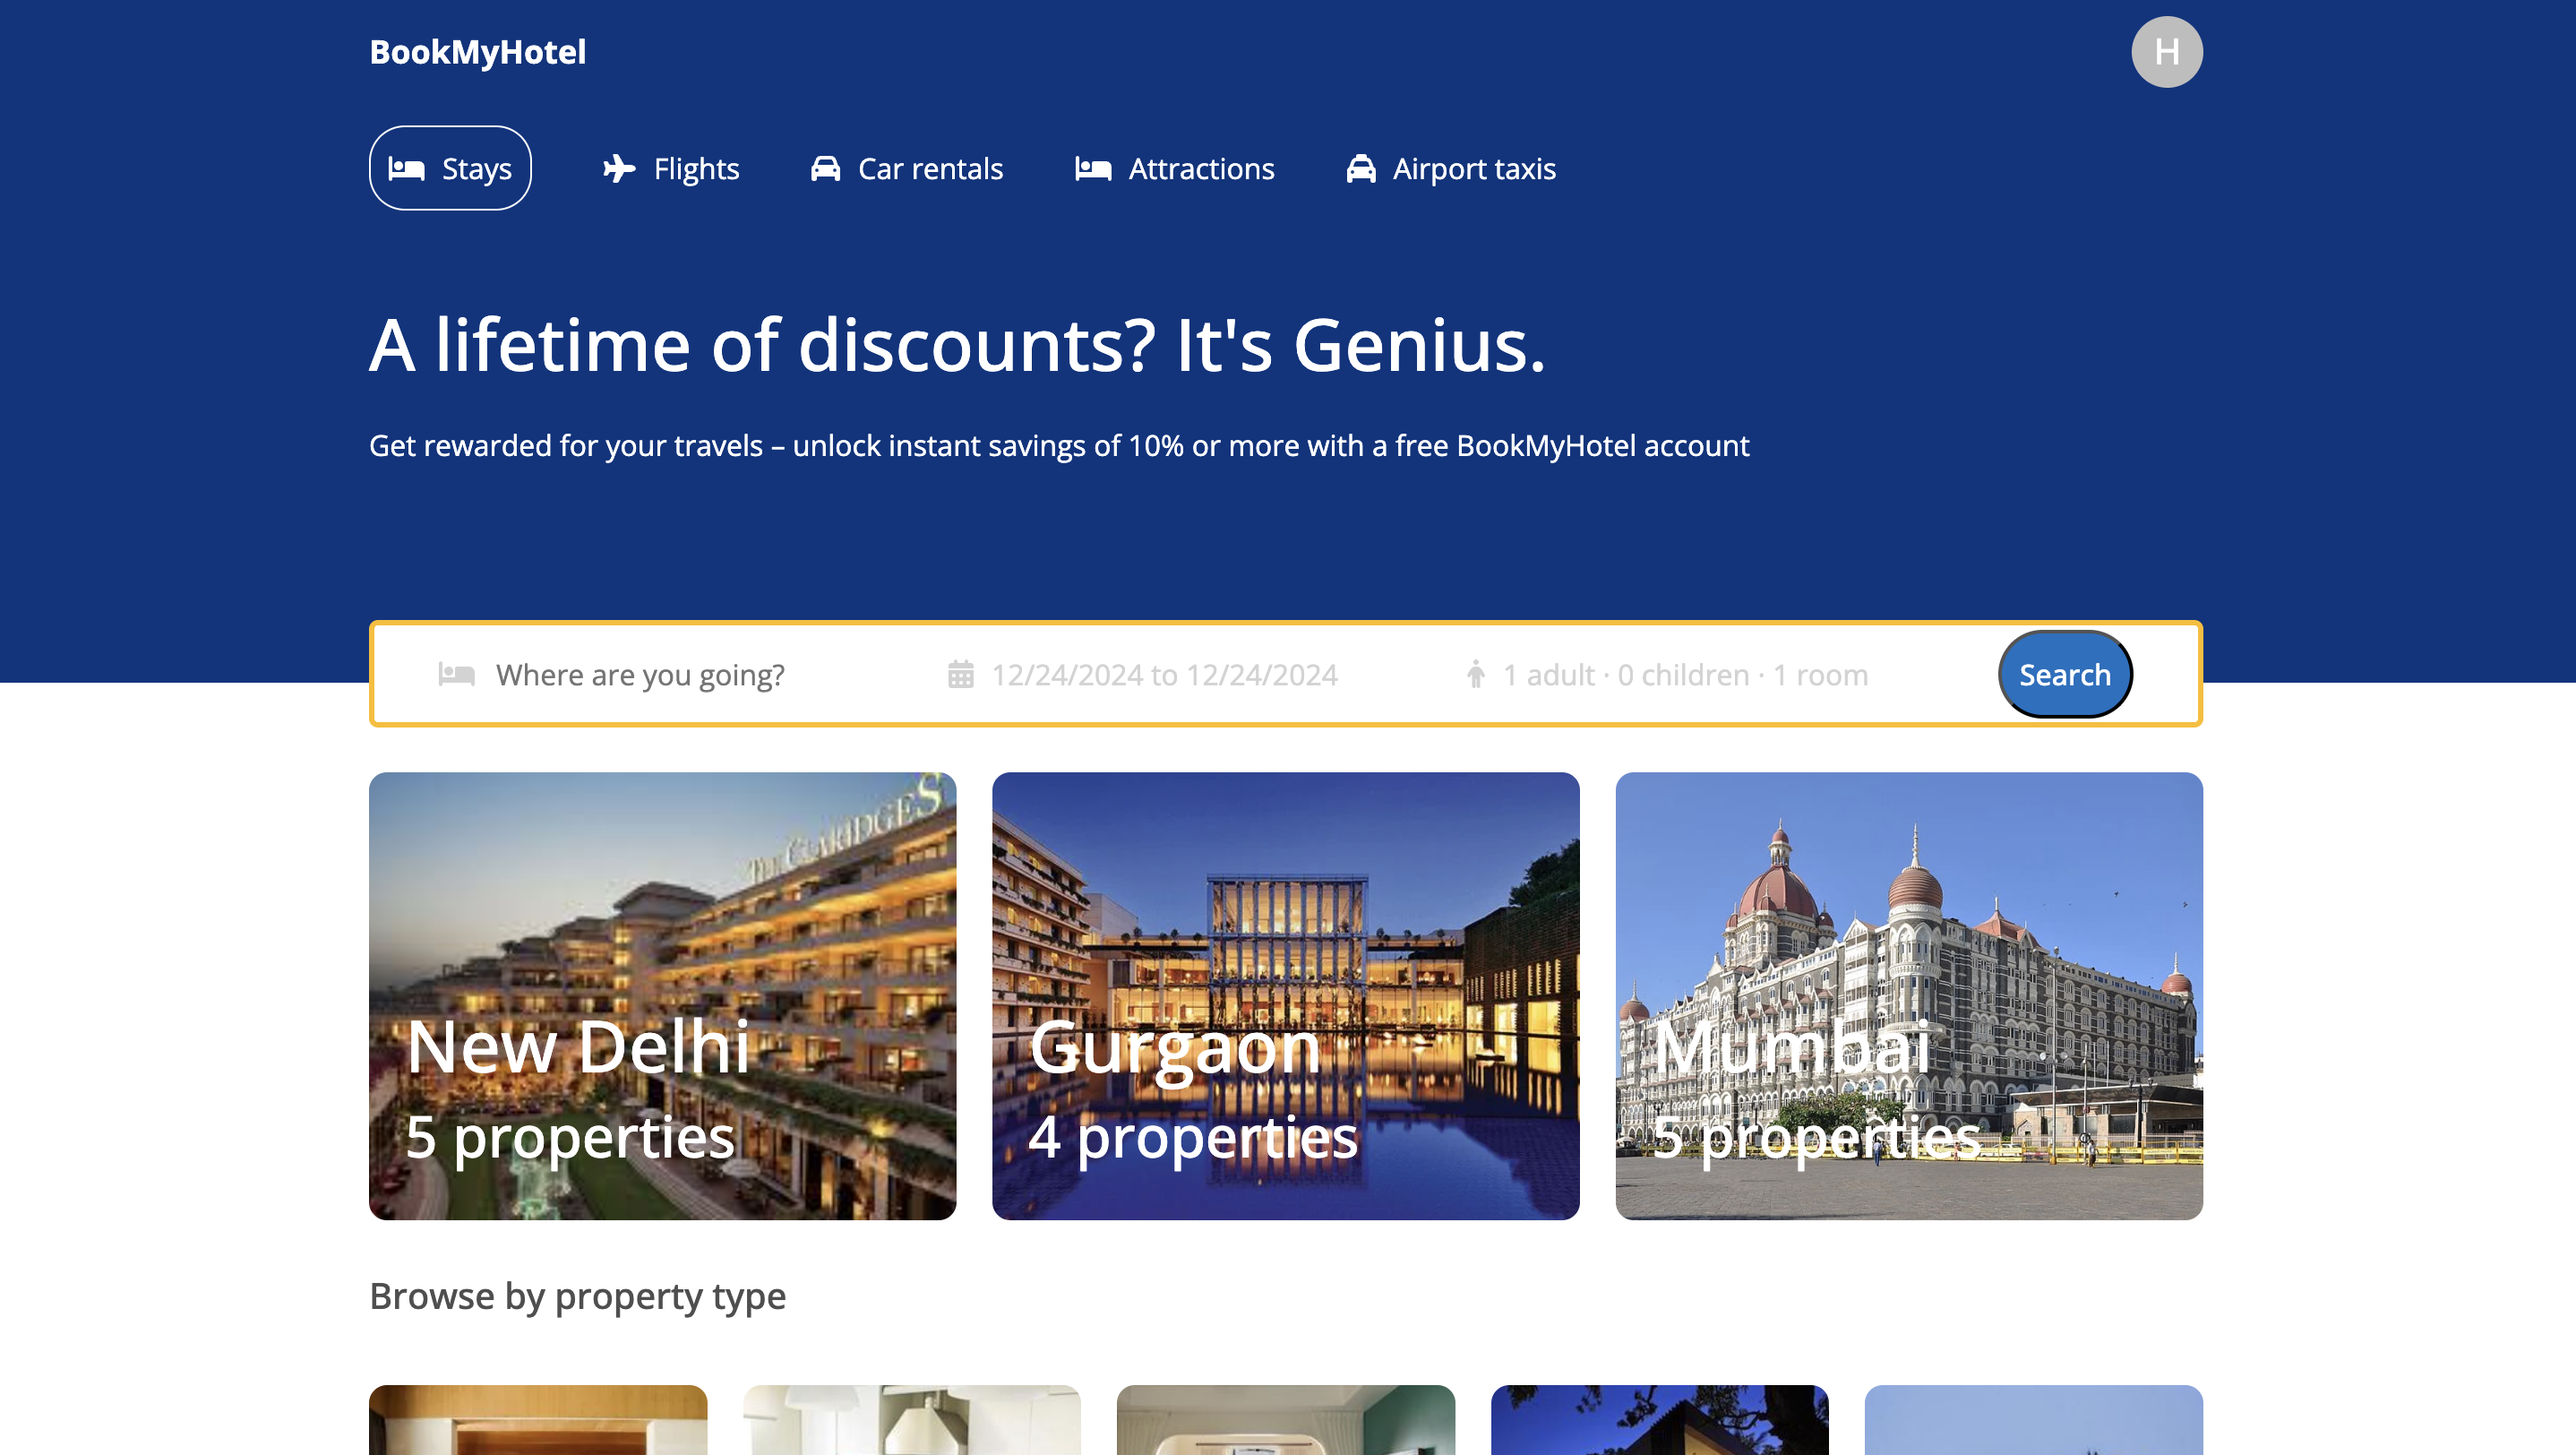 BookMyHotel
H
Stays Flights Car rentals Attractions Airport taxis
A lifetime of discounts? It's Genius.
Get rewarded for your travels – unlock instant savings of 10% or more with a free BookMyHotel account
Where are you going? 12/24/2024 to 12/24/2024 1 adult · 0 children · 1 room Search
THE CLARIDGES
New Delhi
5 properties
Gurgaon
4 properties
Mumbai
5 properties
Browse by property type